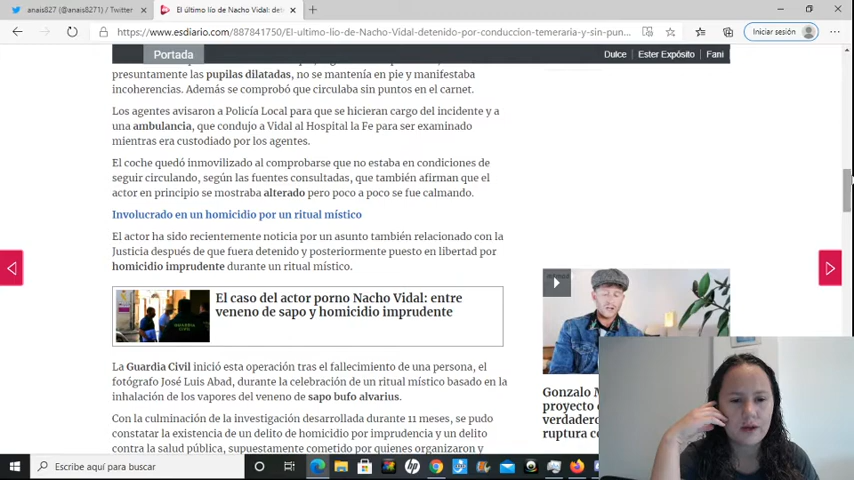 anais827 (@anais8271) / Twitter
El último lío de Nacho Vidal: det
https://www.esdiario.com/887841750/El-ultimo-lio-de-Nacho-Vidal-detenido-por-conduccion-temeraria-y-sin-pun...
Iniciar sesión
Portada
Dulce
Ester Expósito
Fani
presuntamente las pupilas dilatadas, no se mantenía en pie y manifestaba
incoherencias. Además se comprobó que circulaba sin puntos en el carnet.
Los agentes avisaron a Policía Local para que se hicieran cargo del incidente y a
una ambulancia, que condujo a Vidal al Hospital la Fe para ser examinado
mientras era custodiado por los agentes.
El coche quedó inmovilizado al comprobarse que no estaba en condiciones de
seguir circulando, según las fuentes consultadas, que también afirman que el
actor en principio se mostraba alterado pero poco a poco se fue calmando.
Involucrado en un homicidio por un ritual místico
El actor ha sido recientemente noticia por un asunto también relacionado con la
Justicia después de que fuera detenido y posteriormente puesto en libertad por
homicidio imprudente durante un ritual místico.
El caso del actor porno Nacho Vidal: entre
veneno de sapo y homicidio imprudente
La Guardia Civil inició esta operación tras el fallecimiento de una persona, el
fotógrafo José Luis Abad, durante la celebración de un ritual místico basado en la
inhalación de los vapores del veneno de sapo bufo alvarius.
Con la culminación de la investigación desarrollada durante 11 meses, se pudo
constatar la existencia de un delito de homicidio por imprudencia y un delito
contra la salud pública, supuestamente cometido por quienes organizaron y
Gonzalo M
proyecto
verdadero
ruptura co
Escribe aquí para buscar